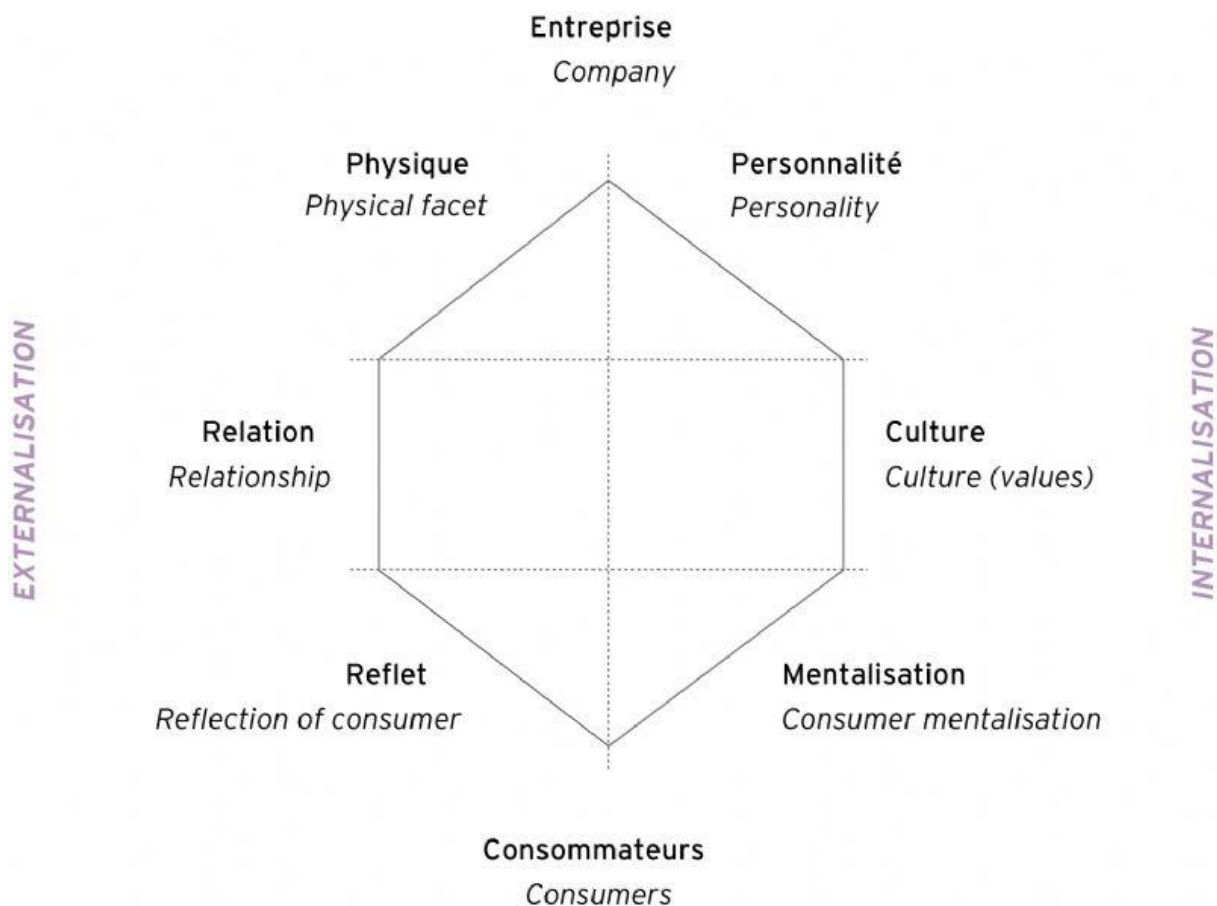 Entreprise
Company
Physique
Physical facet
Personnalité
Personality
EXTERNALISATION
Relation
Relationship
Culture
Culture (values)
INTERNALISATION
Reflet
Reflection of consumer
Mentalisation
Consumer mentalisation
Consommateurs
Consumers